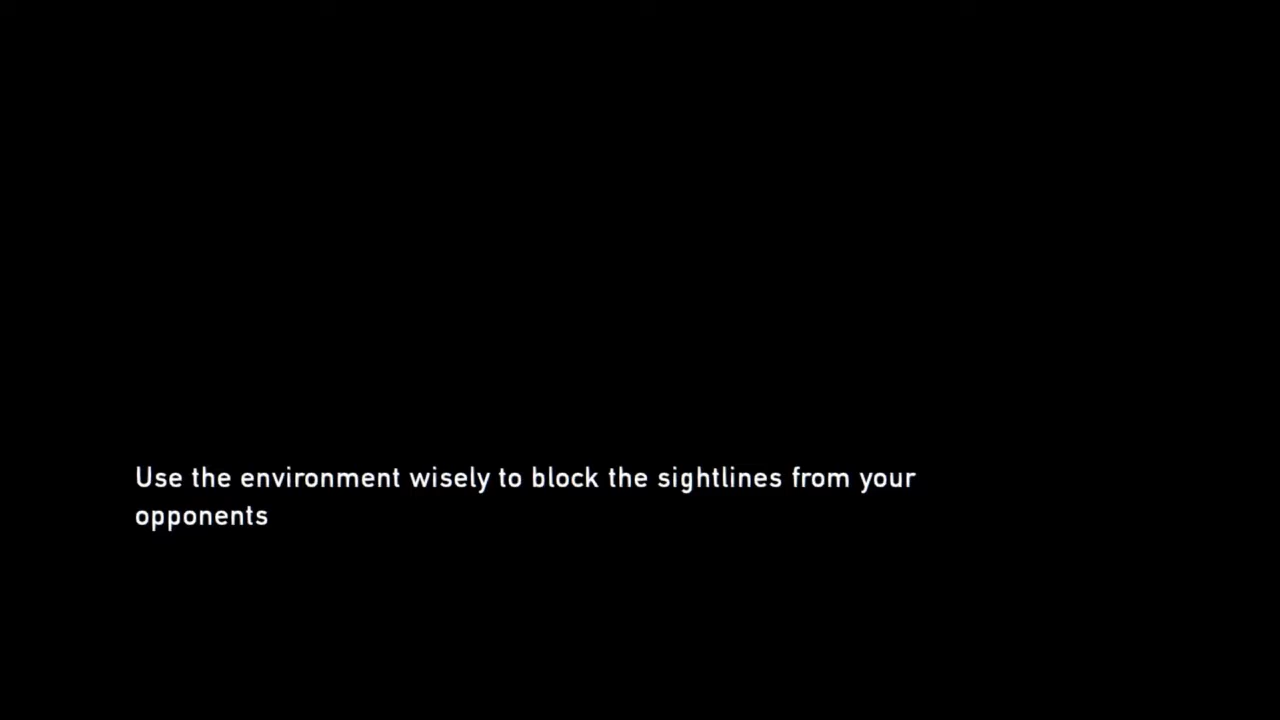 Use the environment wisely to block the sightlines from your
opponents